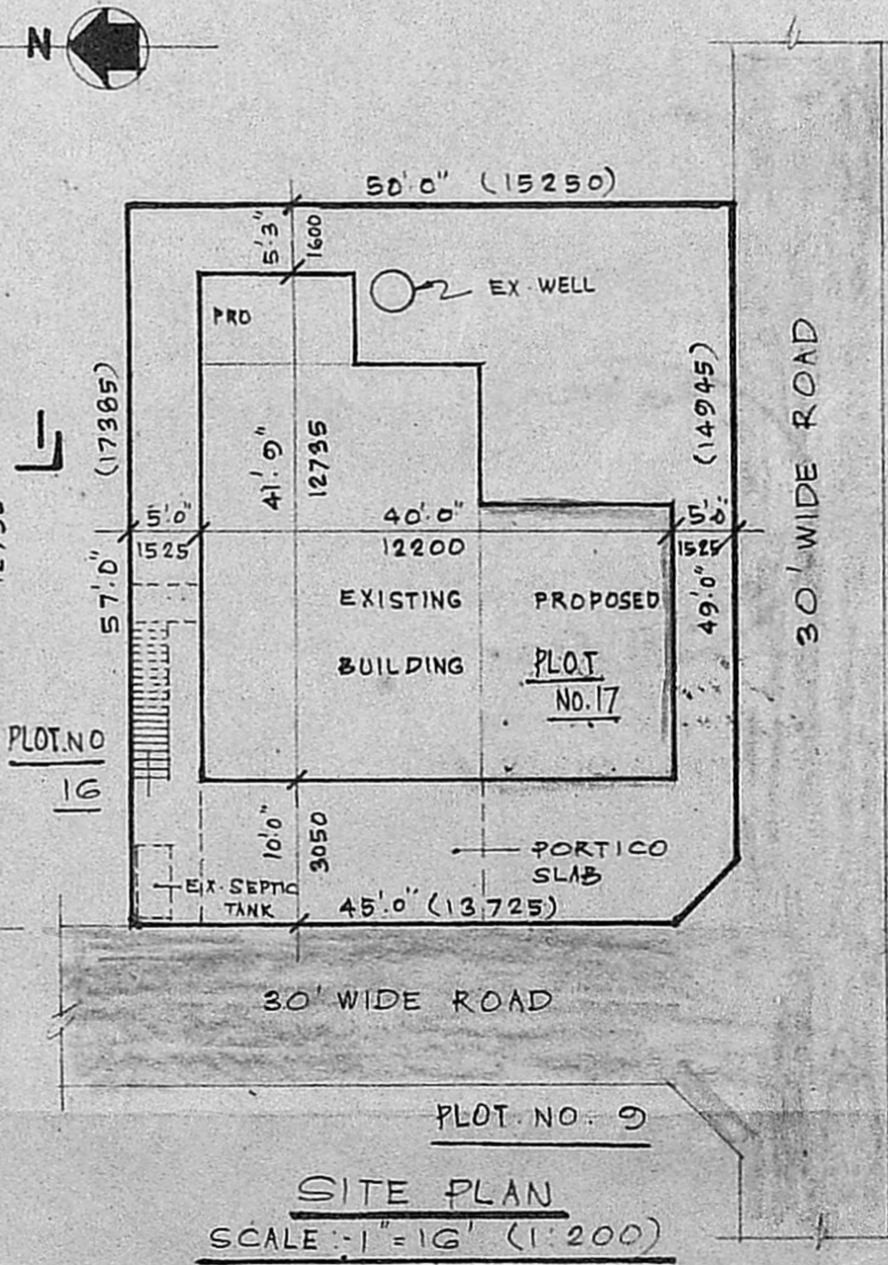 N
50'.0" (15250)
5'.3"
1600
EX. WELL
PRO
(17385)
41'.9"
12735
(14945)
30' WIDE ROAD
5'.0"
1525
40'.0"
12200
5'.0"
1525
57'.0"
49'.0"
EXISTING
BUILDING
PROPOSED
PLOT
NO.17
PLOT.NO
16
10'.0"
3050
PORTICO
SLAB
EX. SEPTIC
TANK
45'.0" (13725)
30' WIDE ROAD
PLOT. NO. 9
SITE PLAN
SCALE:-1"=16' (1:200)